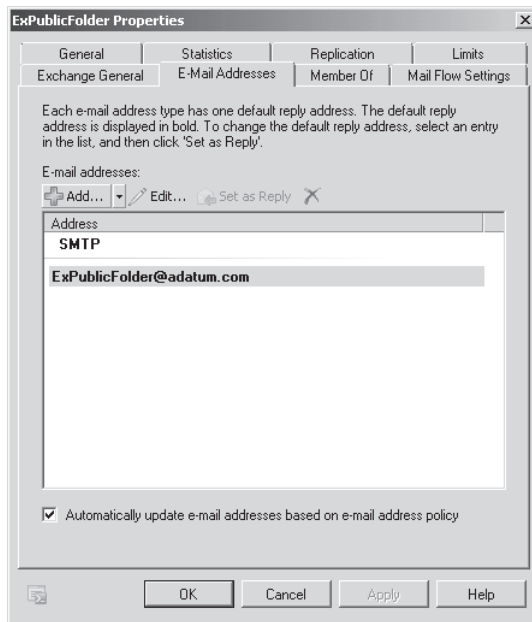 ExPublicFolder Properties
General Statistics Replication Limits
Exchange General E-Mail Addresses Member Of Mail Flow Settings
Each e-mail address type has one default reply address. The default reply
address is displayed in bold. To change the default reply address, select an entry
in the list, and then click 'Set as Reply'.
E-mail addresses:
Add... Edit... Set as Reply
Address
SMTP
ExPublicFolder@adatum.com
Automatically update e-mail addresses based on e-mail address policy
OK Cancel Apply Help